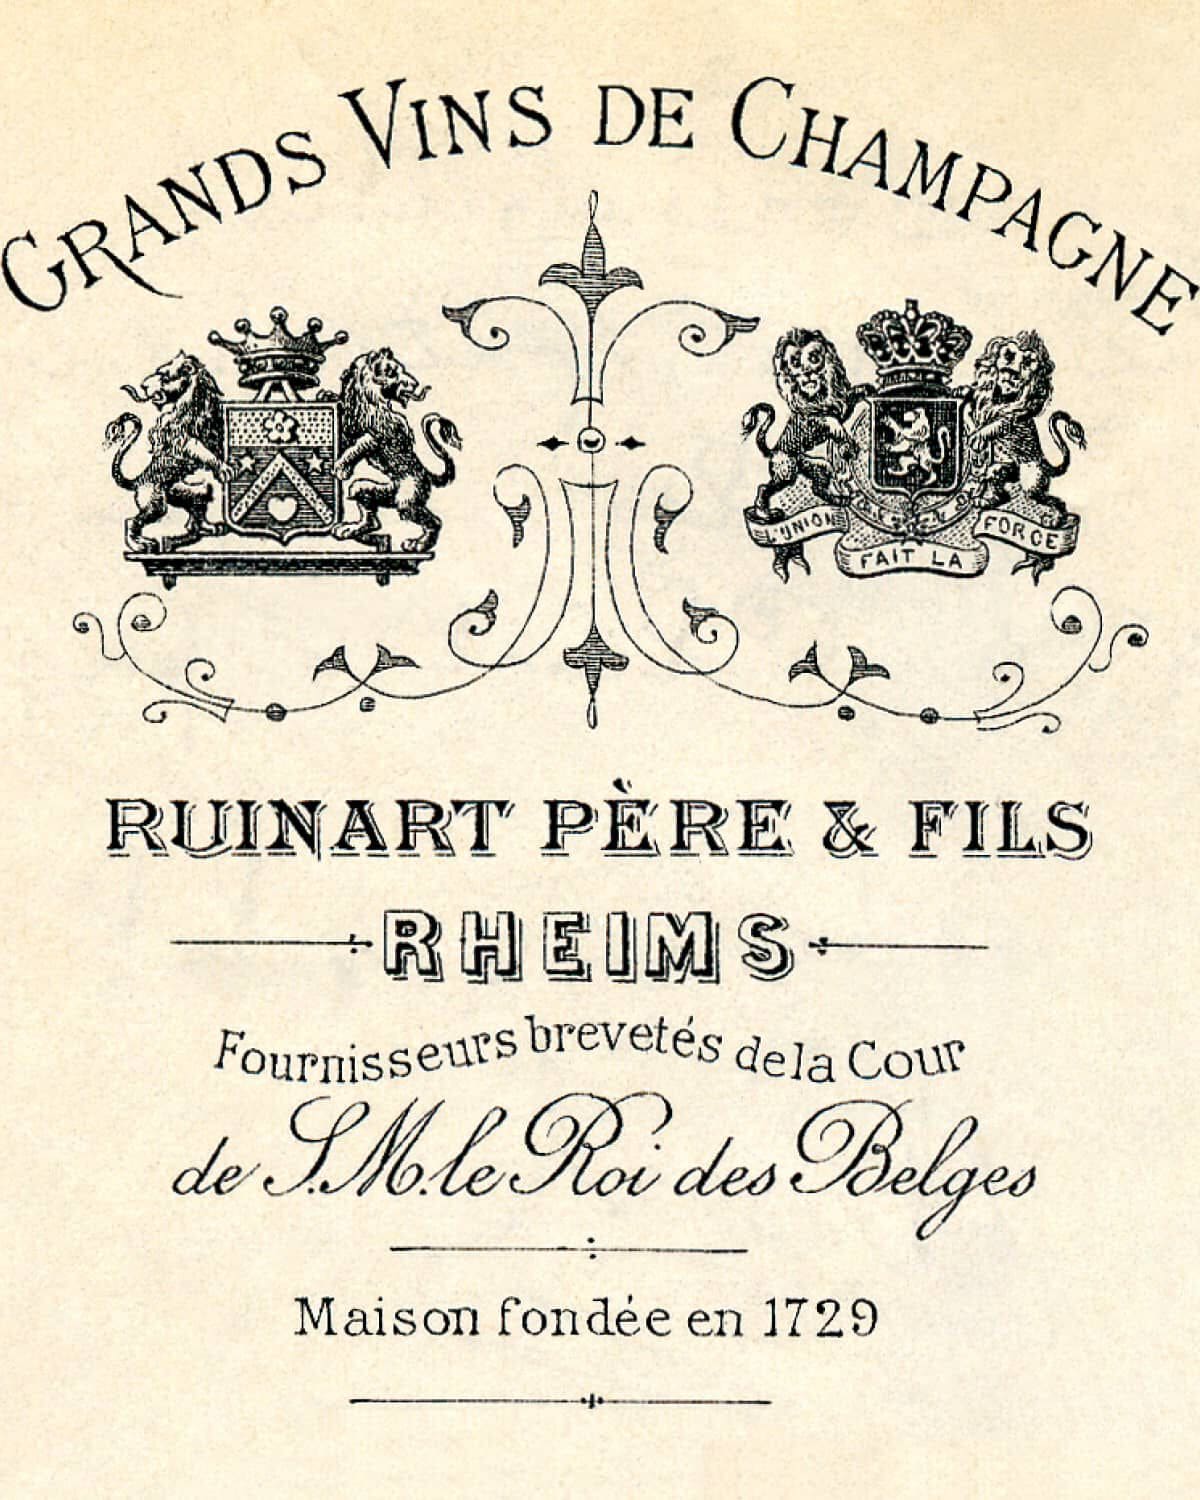 GRANDS VINS DE CHAMPAGNE
L'UNION FAIT LA FORCE
RUINART PÈRE & FILS
RHEIMS
Fournisseurs brevetés de la Cour
de S.M. le Roi des Belges
Maison fondée en 1729